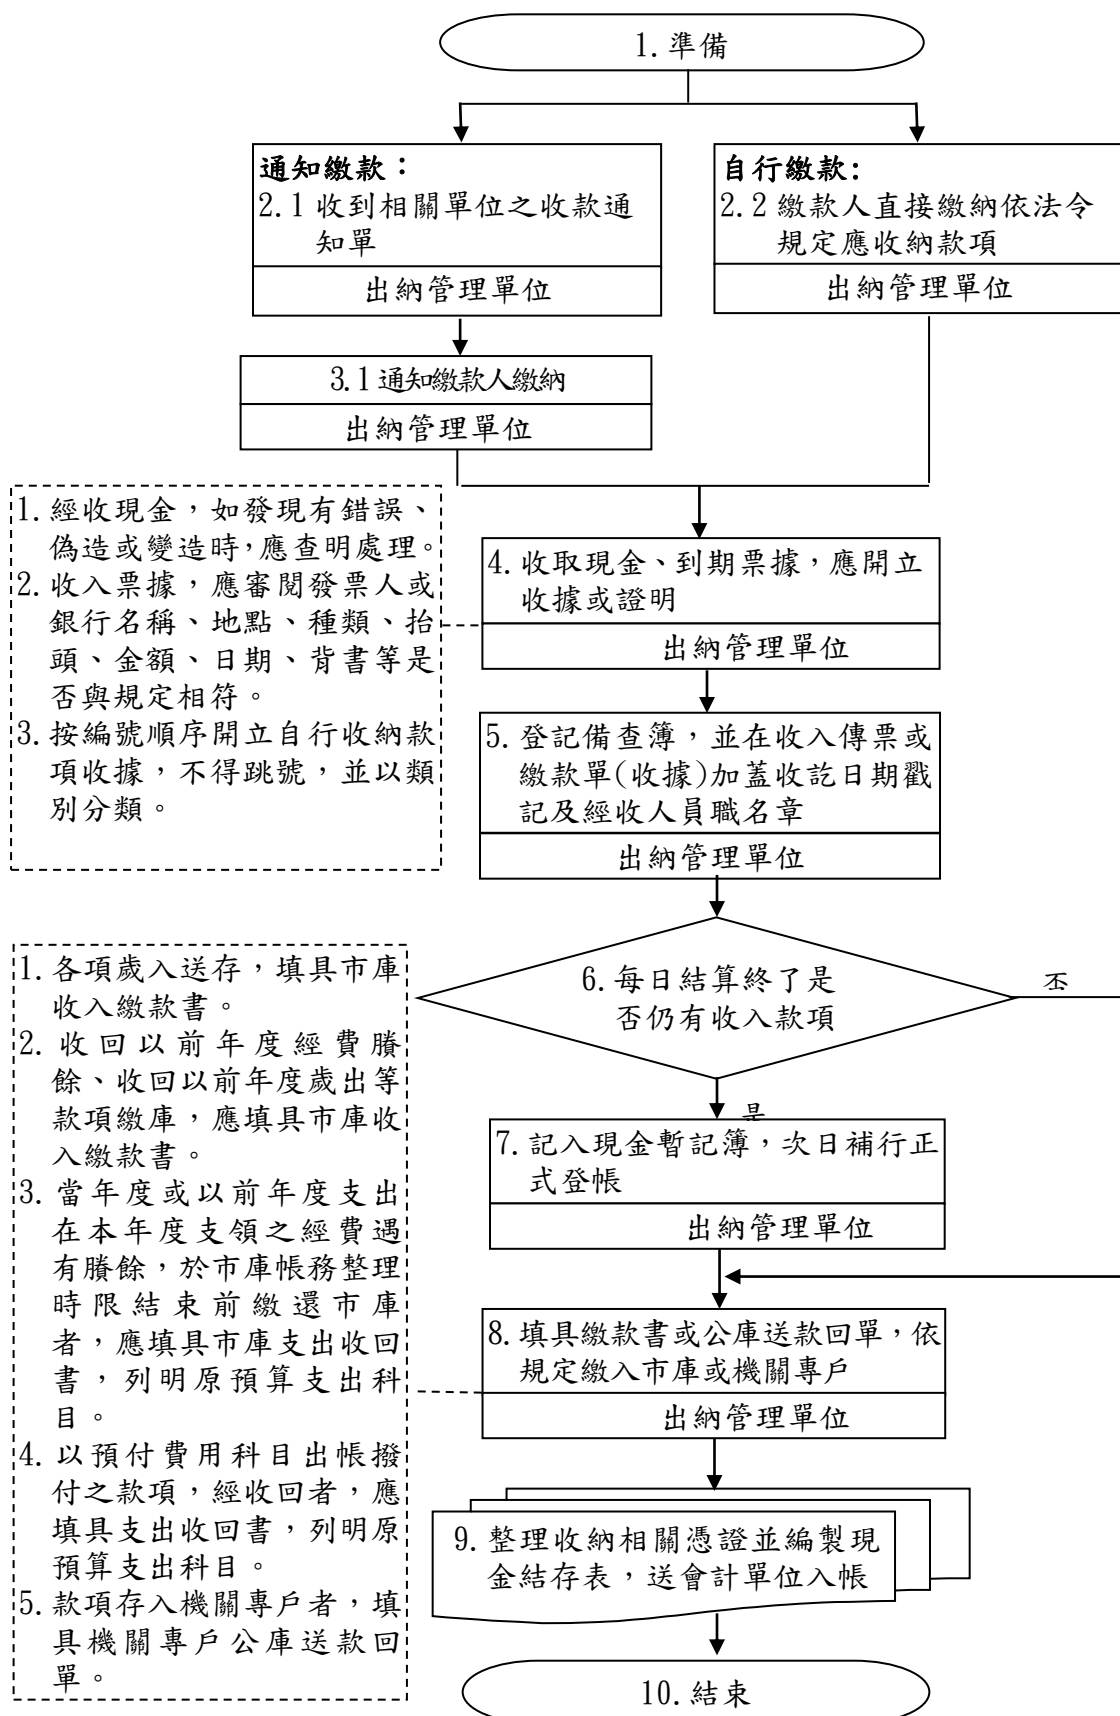 1.準備
通知繳款：
2.1收到相關單位之收款通
知單
出納管理單位
自行繳款:
2.2繳款人直接繳納依法令
規定應收納款項
出納管理單位
3.1通知繳款人繳納
出納管理單位
1.經收現金，如發現有錯誤、
偽造或變造時，應查明處理。
2.收入票據，應審閱發票人或
銀行名稱、地點、種類、抬
頭、金額、日期、背書等是
否與規定相符。
3.按編號順序開立自行收納款
項收據，不得跳號，並以類
別分類。
4.收取現金、到期票據，應開立
收據或證明
出納管理單位
5.登記備查簿，並在收入傳票或
繳款單(收據)加蓋收訖日期戳
記及經收人員職名章
出納管理單位
6.每日結算終了是
否仍有收入款項
否
是
7.記入現金暫記簿，次日補行正
式登帳
出納管理單位
1.各項歲入送存，填具市庫
收入繳款書。
2.收回以前年度經費賸
餘、收回以前年度歲出等
款項繳庫，應填具市庫收
入繳款書。
3.當年度或以前年度支出
在本年度支領之經費遇
有賸餘，於市庫帳務整理
時限結束前繳還市庫
者，應填具市庫支出收回
書，列明原預算支出科
目。
4.以預付費用科目出帳撥
付之款項，經收回者，應
填具支出收回書，列明原
預算支出科目。
5.款項存入機關專戶者，填
具機關專戶公庫送款回
單。
8.填具繳款書或公庫送款回單，依
規定繳入市庫或機關專戶
出納管理單位
9.整理收納相關憑證並編製現
金結存表，送會計單位入帳
10.結束